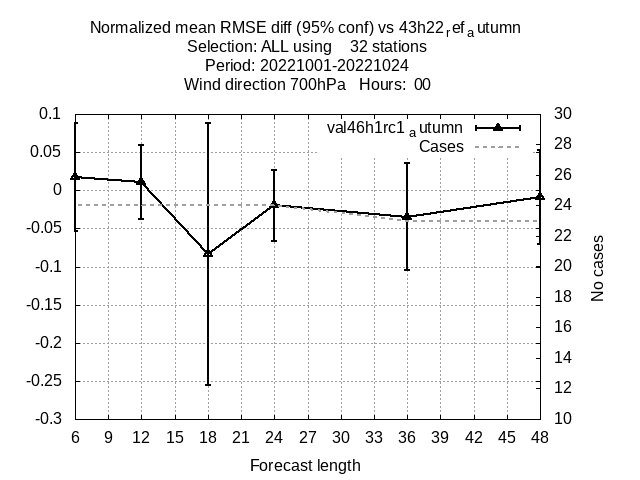 Normalized mean RMSE diff (95% conf) vs 43h22ref autumn
Selection: ALL using 32 stations
Period: 20221001-20221024
Wind direction 700hPa Hours: 00
val46h1rc1autumn
Cases
0.1
0.05
0
-0.05
-0.1
-0.15
-0.2
-0.25
-0.3
30
28
26
24
22
20
18
16
14
12
10
No cases
6 9 12 15 18 21 24 27 30 33 36 39 42 45 48
Forecast length